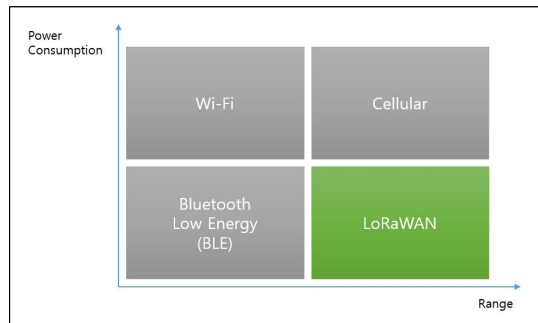 Power
Consumption
Wi-Fi
Cellular
Bluetooth
Low Energy
(BLE)
LoRaWAN
Range